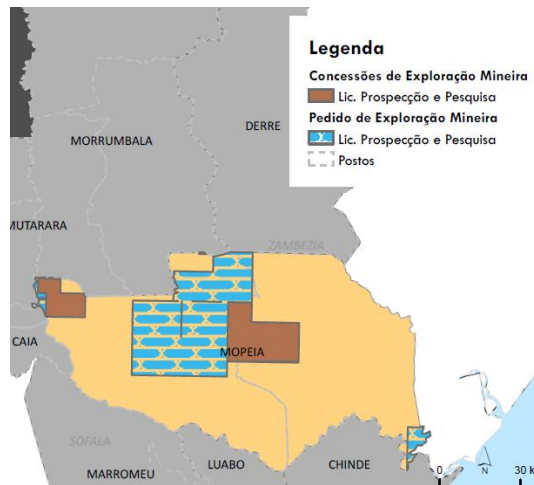 Legenda
Concessões de Exploração Mineira
Lic. Prospecção e Pesquisa
Pedido de Exploração Mineira
Lic. Prospecção e Pesquisa
Postos
DERRE
MORRUMBALA
MUTARARA
ZAMBEZIA
CAIA
MOPEIA
SOFALA
MARROMEU
LUABO
CHINDE
N
0
30 k